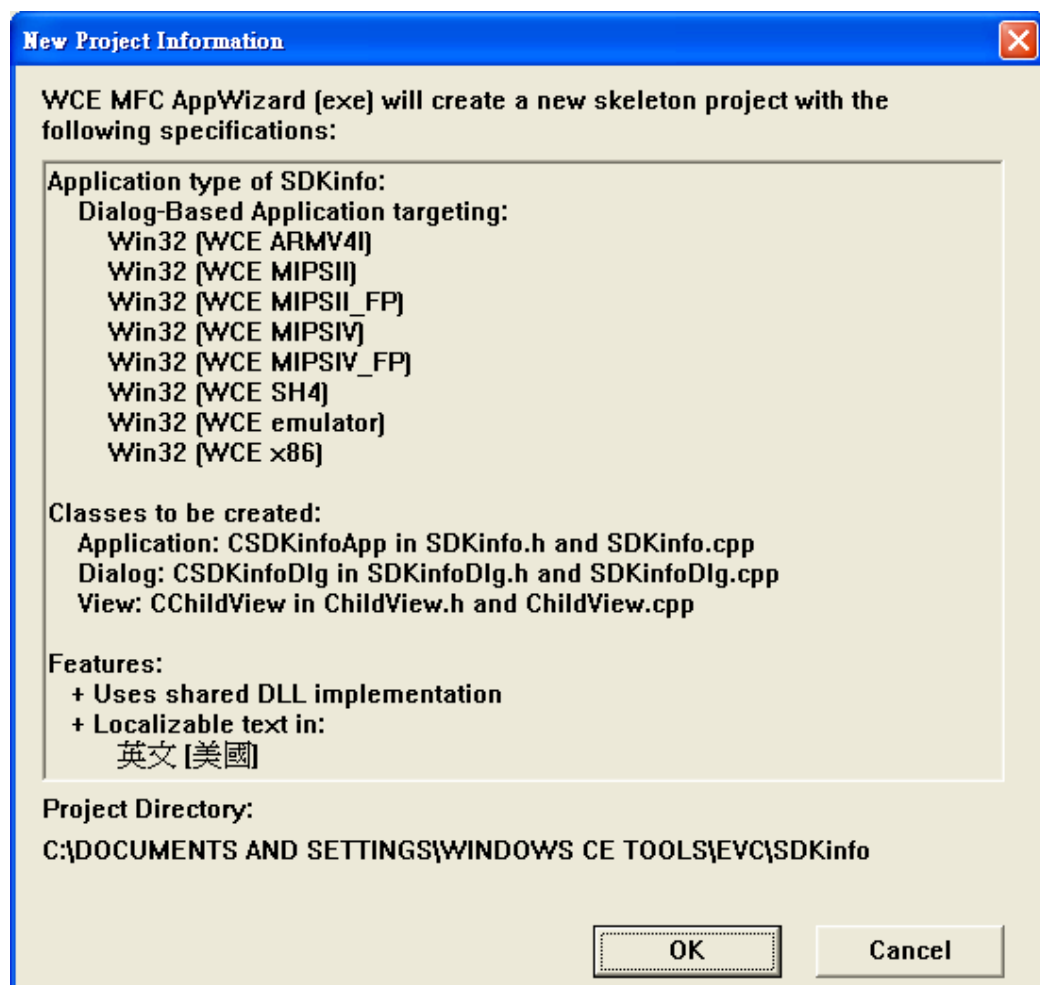 New Project Information
WCE MFC AppWizard (exe) will create a new skeleton project with the
following specifications:
Application type of SDKinfo:
Dialog-Based Application targeting:
Win32 (WCE ARMV4I)
Win32 (WCE MIPSII)
Win32 (WCE MIPSII_FP)
Win32 (WCE MIPSIV)
Win32 (WCE MIPSIV_FP)
Win32 (WCE SH4)
Win32 (WCE emulator)
Win32 (WCE x86)
Classes to be created:
Application: CSDKinfoApp in SDKinfo.h and SDKinfo.cpp
Dialog: CSDKinfoDlg in SDKinfoDlg.h and SDKinfoDlg.cpp
View: CChildView in ChildView.h and ChildView.cpp
Features:
+ Uses shared DLL implementation
+ Localizable text in:
英文 [美國]
Project Directory:
C:\DOCUMENTS AND SETTINGS\WINDOWS CE TOOLS\EVC\SDKinfo
OK
Cancel